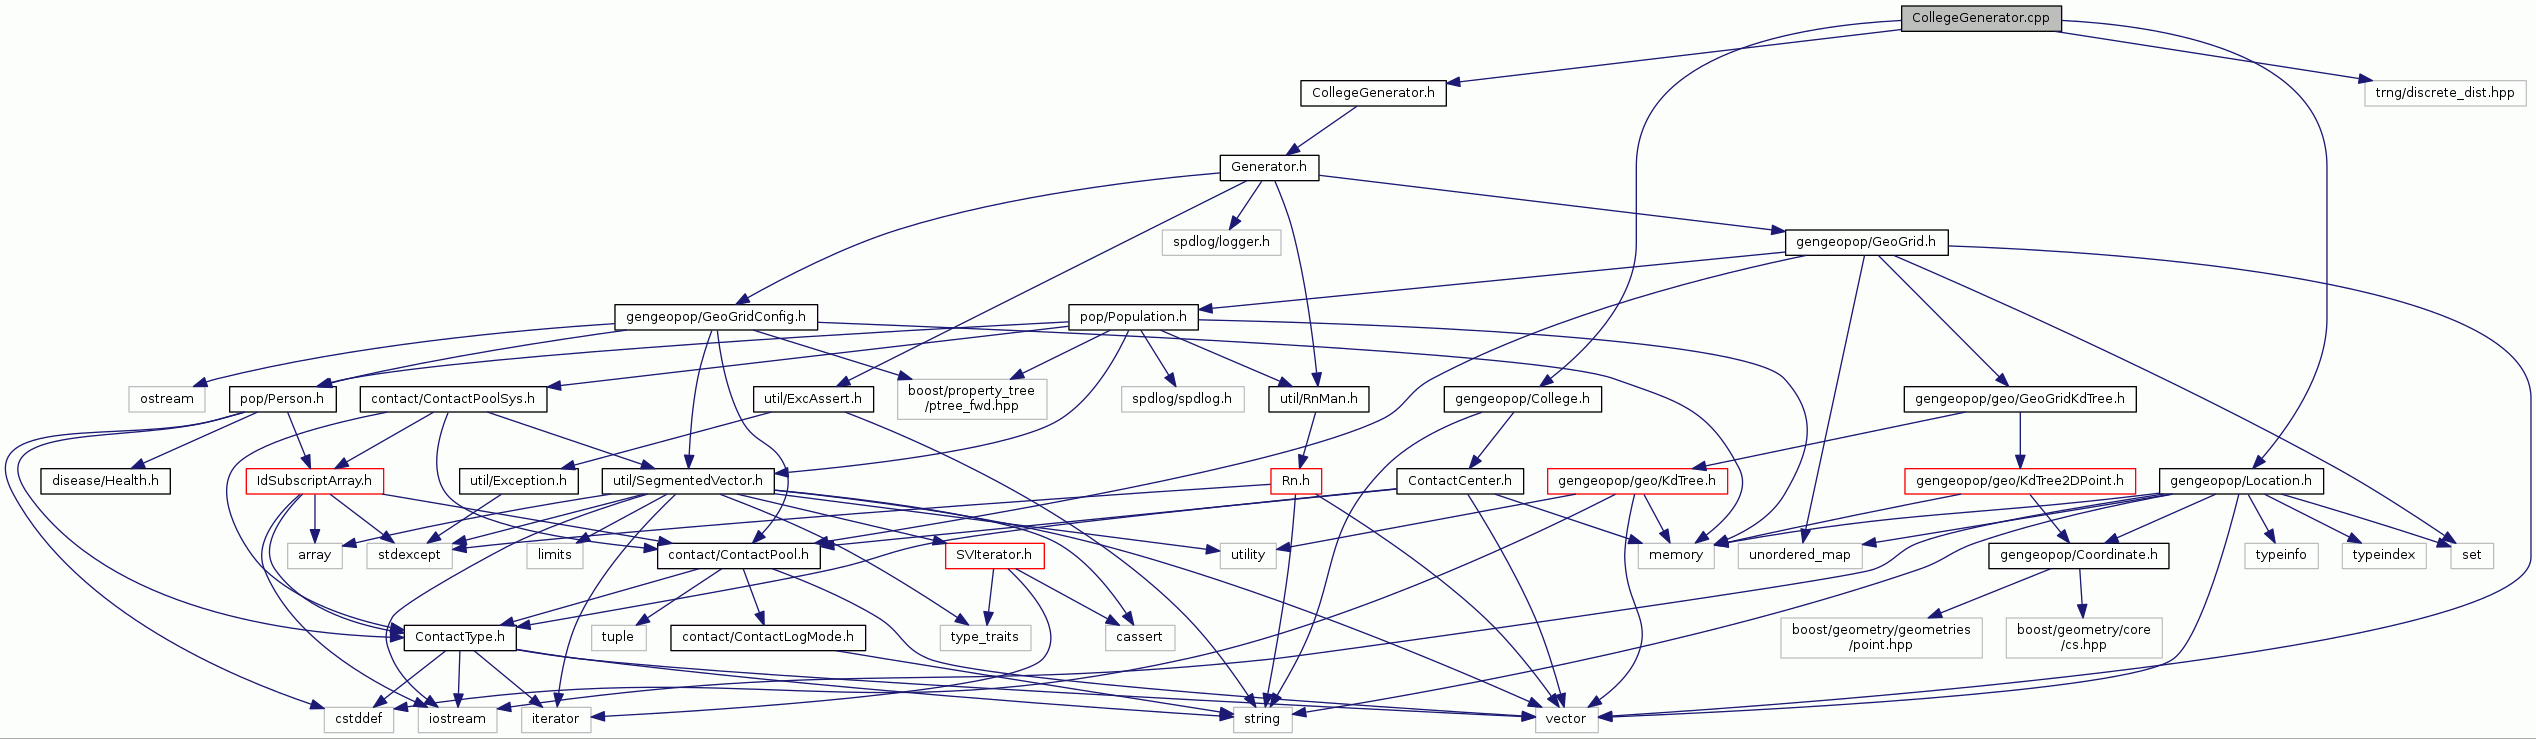 CollegeGenerator.cpp
CollegeGenerator.h
trng/discrete_dist.hpp
Generator.h
spdlog/logger.h
gengeopop/GeoGrid.h
gengeopop/GeoGridConfig.h
pop/Population.h
ostream
pop/Person.h
contact/ContactPoolSys.h
util/ExcAssert.h
boost/property_tree
/ptree_fwd.hpp
spdlog/spdlog.h
util/RnMan.h
gengeopop/College.h
gengeopop/geo/GeoGridKdTree.h
disease/Health.h
IdSubscriptArray.h
util/Exception.h
util/SegmentedVector.h
Rn.h
ContactCenter.h
gengeopop/geo/KdTree.h
gengeopop/geo/KdTree2DPoint.h
gengeopop/Location.h
array
stdexcept
limits
contact/ContactPool.h
SVIterator.h
utility
memory
unordered_map
gengeopop/Coordinate.h
typeinfo
typeindex
set
ContactType.h
tuple
contact/ContactLogMode.h
type_traits
cassert
boost/geometry/geometries
/point.hpp
boost/geometry/core
/cs.hpp
cstddef
iostream
iterator
string
vector